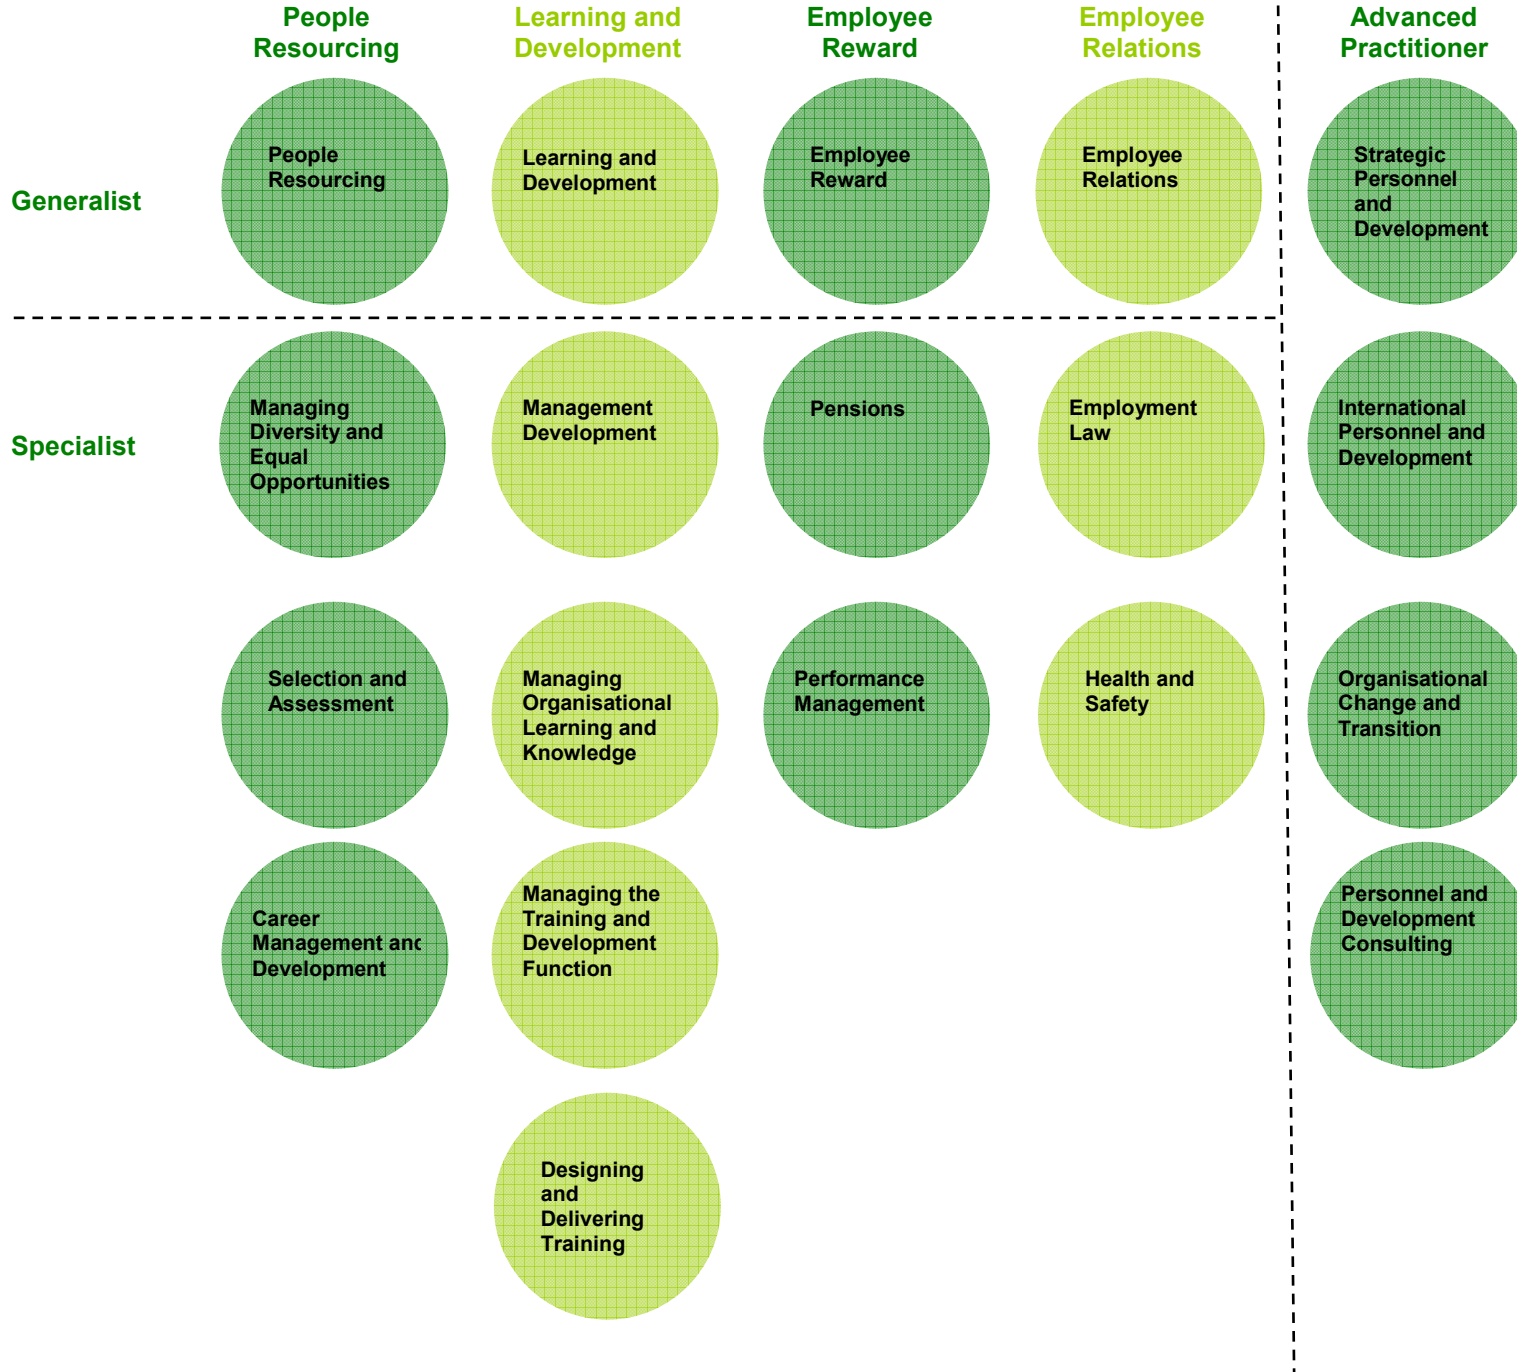 People
Resourcing
Learning and
Development
Employee
Reward
Employee
Relations
Advanced
Practitioner
Generalist
People
Resourcing
Learning and
Development
Employee
Reward
Employee
Relations
Strategic
Personnel
and
Development
Specialist
Managing
Diversity and
Equal
Opportunities
Management
Development
Pensions
Employment
Law
International
Personnel and
Development
Selection and
Assessment
Managing
Organisational
Learning and
Knowledge
Performance
Management
Health and
Safety
Organisational
Change and
Transition
Career
Management and
Development
Managing the
Training and
Development
Function
Personnel and
Development
Consulting
Designing
and
Delivering
Training